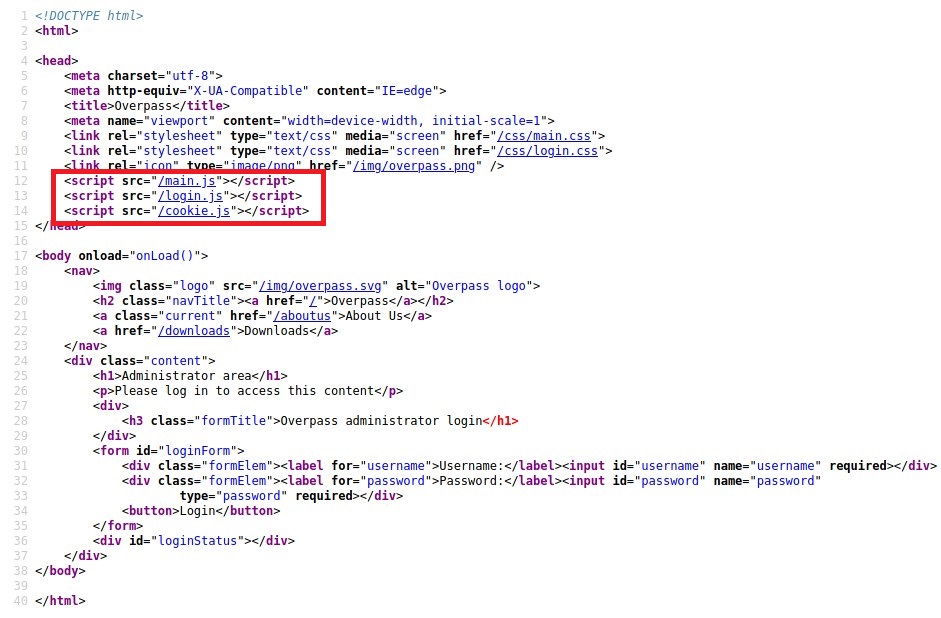 1 <!DOCTYPE html>
2 <html>
3
4 <head>
5 <meta charset="utf-8">
6 <meta http-equiv="X-UA-Compatible" content="IE=edge">
7 <title>Overpass</title>
8 <meta name="viewport" content="width=device-width, initial-scale=1">
9 <link rel="stylesheet" type="text/css" media="screen" href="/css/main.css">
10 <link rel="stylesheet" type="text/css" media="screen" href="/css/login.css">
11 <link rel="icon" type="image/png" href="/img/overpass.png" />
12 <script src="/main.js"></script>
13 <script src="/login.js"></script>
14 <script src="/cookie.js"></script>
15 </head>
16
17 <body onload="onLoad()">
18 <nav>
19 <img class="logo" src="/img/overpass.svg" alt="Overpass logo">
20 <h2 class="navTitle"><a href="/">Overpass</a></h2>
21 <a class="current" href="/aboutus">About Us</a>
22 <a href="/downloads">Downloads</a>
23 </nav>
24 <div class="content">
25 <h1>Administrator area</h1>
26 <p>Please log in to access this content</p>
27 <div>
28 <h3 class="formTitle">Overpass administrator login</h1>
29 </div>
30 <form id="loginForm">
31 <div class="formElem"><label for="username">Username:</label><input id="username" name="username" required></div>
32 <div class="formElem"><label for="password">Password:</label><input id="password" name="password"
33 type="password" required></div>
34 <button>Login</button>
35 </form>
36 <div id="loginStatus"></div>
37 </div>
38 </body>
39
40 </html>